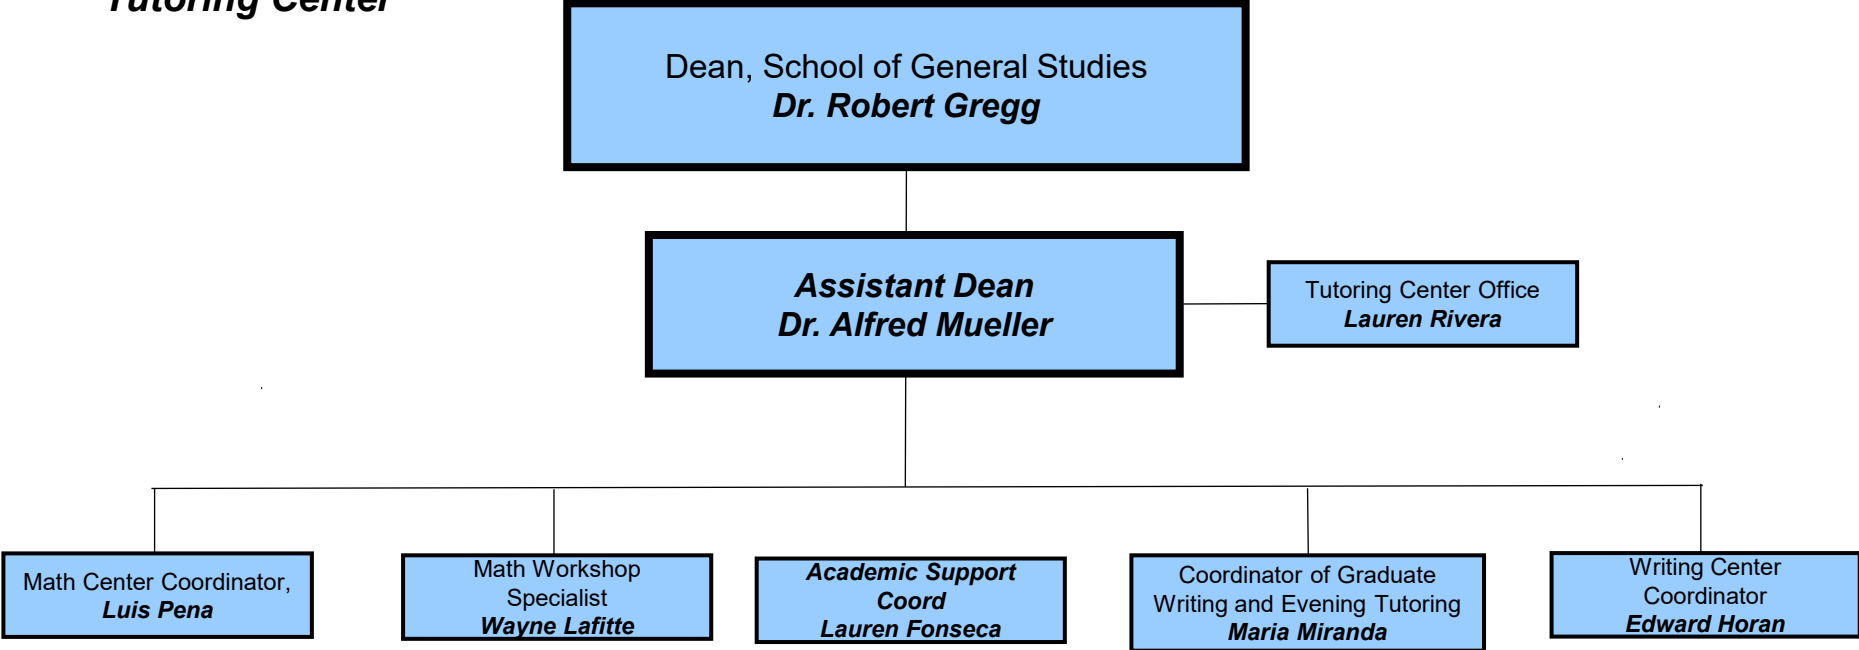 Tutoring Center
Dean, School of General Studies
Dr. Robert Gregg
Assistant Dean
Dr. Alfred Mueller
Tutoring Center Office
Lauren Rivera
Math Center Coordinator,
Luis Pena
Math Workshop
Specialist
Wayne Lafitte
Academic Support
Coord
Lauren Fonseca
Coordinator of Graduate
Writing and Evening Tutoring
Maria Miranda
Writing Center
Coordinator
Edward Horan